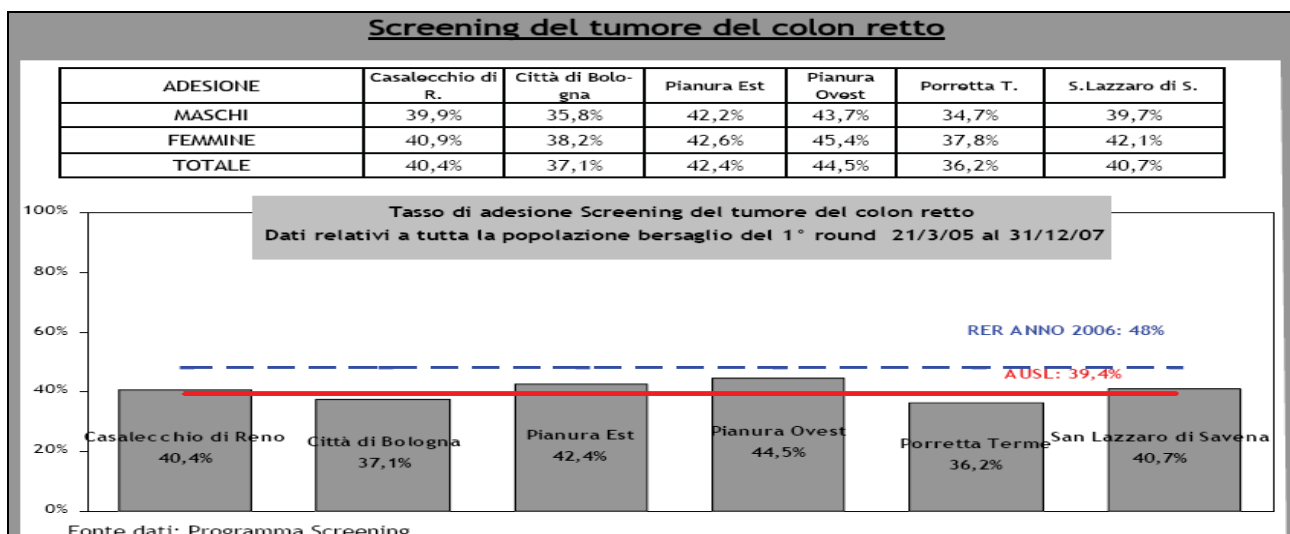 Screening del tumore del colon retto
ADESIONE Casalecchio di R. Città di Bolo-gna Pianura Est Pianura Ovest Porretta T. S.Lazzaro di S.
MASCHI 39,9% 35,8% 42,2% 43,7% 34,7% 39,7%
FEMMINE 40,9% 38,2% 42,6% 45,4% 37,8% 42,1%
TOTALE 40,4% 37,1% 42,4% 44,5% 36,2% 40,7%
Tasso di adesione Screening del tumore del colon retto
Dati relativi a tutta la popolazione bersaglio del 1° round 21/3/05 al 31/12/07
100%
80%
60%
40%
20%
0%
RER ANNO 2006: 48%
AUSL: 39,4%
Casalecchio di Reno
40,4%
Città di Bologna
37,1%
Pianura Est
42,4%
Pianura Ovest
44,5%
Porretta Terme
36,2%
San Lazzaro di Savena
40,7%
Fonte dati: Programma Screening